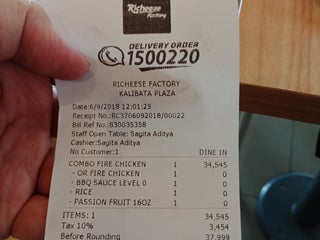 Richeese
Factory
DELIVERY ORDER
1500220
RICHEESE FACTORY
KALIBATA PLAZA
Date:6/9/2018 12:01:25
Receipt No.:RC3706092018/00022
Bill Ref No.:830035358
Staff Open Table: Sagita Aditya
Cashier:Sagita Aditya
No Customer:1 DINE IN
COMBO FIRE CHICKEN 1 34,545
- OR FIRE CHICKEN 1 0
- BBQ SAUCE LEVEL 0 1 0
- RICE 1 0
- PASSION FRUIT 16OZ 1 0
ITEMS: 1 34,545
Tax 10% 3,454
Before Rounding 37,999